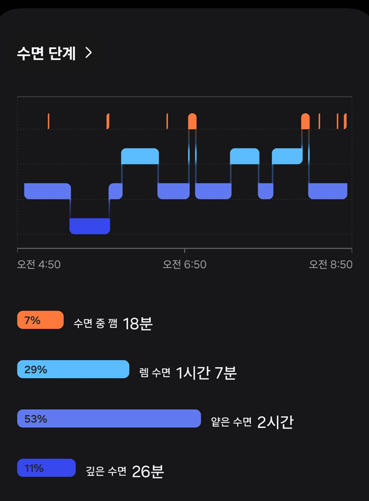 수면 단계 >
오전 4:50 오전 6:50 오전 8:50
7% 수면 중 깸 18분
29% 렘 수면 1시간 7분
53% 얕은 수면 2시간
11% 깊은 수면 26분